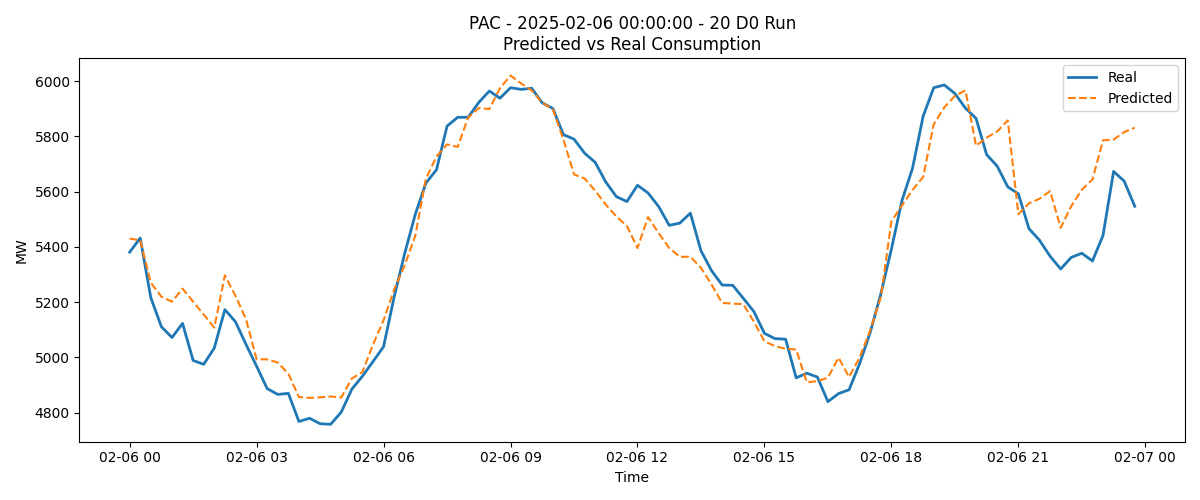 PAC - 2025-02-06 00:00:00 - 20 D0 Run
Predicted vs Real Consumption
Real
Predicted
MW
6000
5800
5600
5400
5200
5000
4800
02-06 00
02-06 03
02-06 06
02-06 09
02-06 12
02-06 15
02-06 18
02-06 21
02-07 00
Time